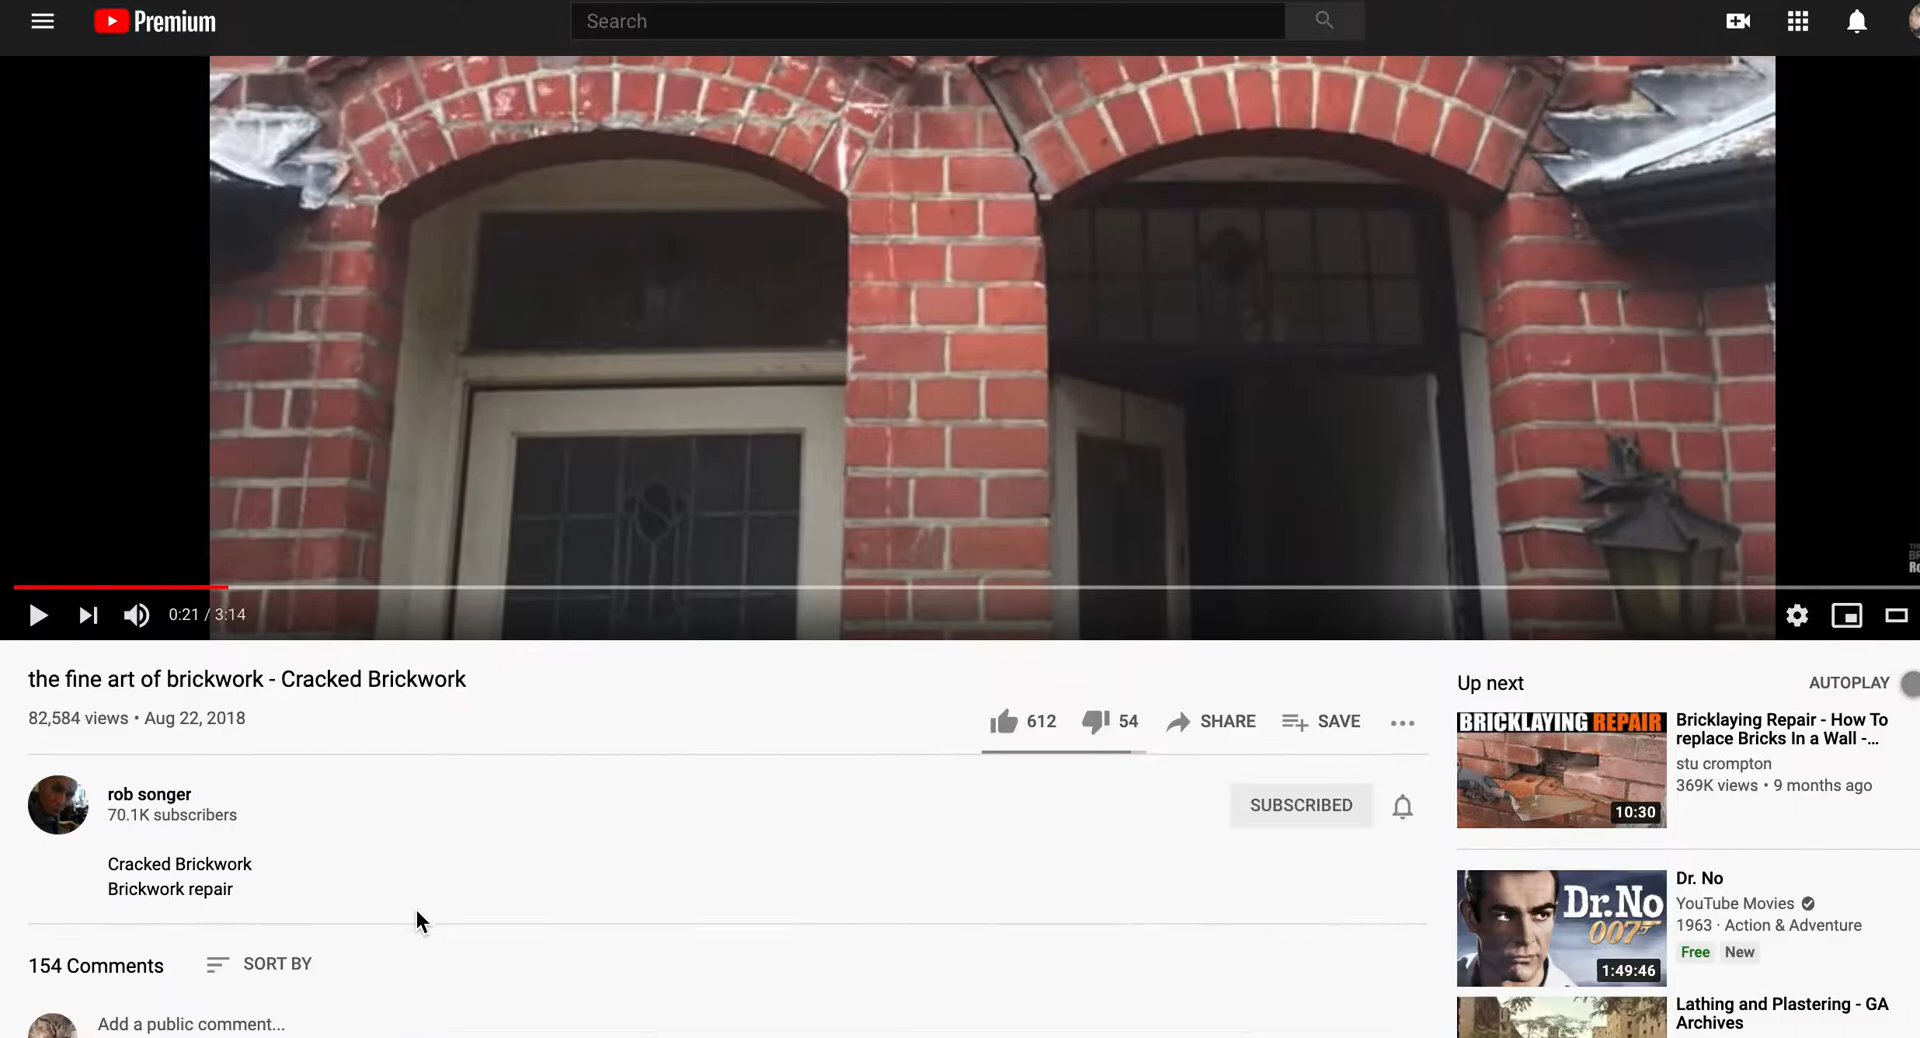 Premium
Search
0:21 / 3:14
the fine art of brickwork - Cracked Brickwork
82,584 views • Aug 22, 2018
612
54
SHARE
SAVE
rob songer
70.1K subscribers
SUBSCRIBED
Cracked Brickwork
Brickwork repair
154 Comments
SORT BY
Add a public comment...
Up next
AUTOPLAY
BRICKLAYING REPAIR
10:30
Bricklaying Repair - How To
replace Bricks In a Wall -...
stu crompton
369K views • 9 months ago
Dr. No
007
1:49:46
Dr. No
YouTube Movies
1963 · Action & Adventure
Free
New
Lathing and Plastering - GA
Archives